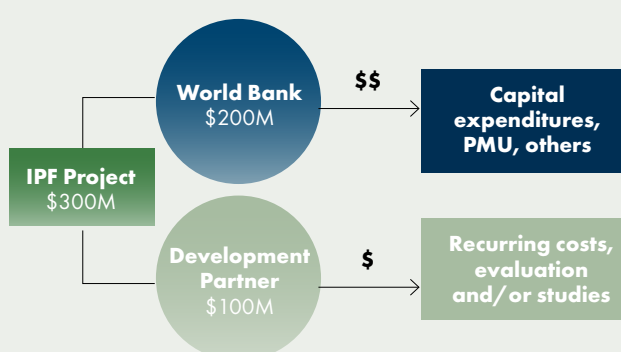 World Bank
$200M
$$
Capital
expenditures,
PMU, others
IPF Project
$300M
Development
Partner
$100M
$
Recurring costs,
evaluation
and/or studies